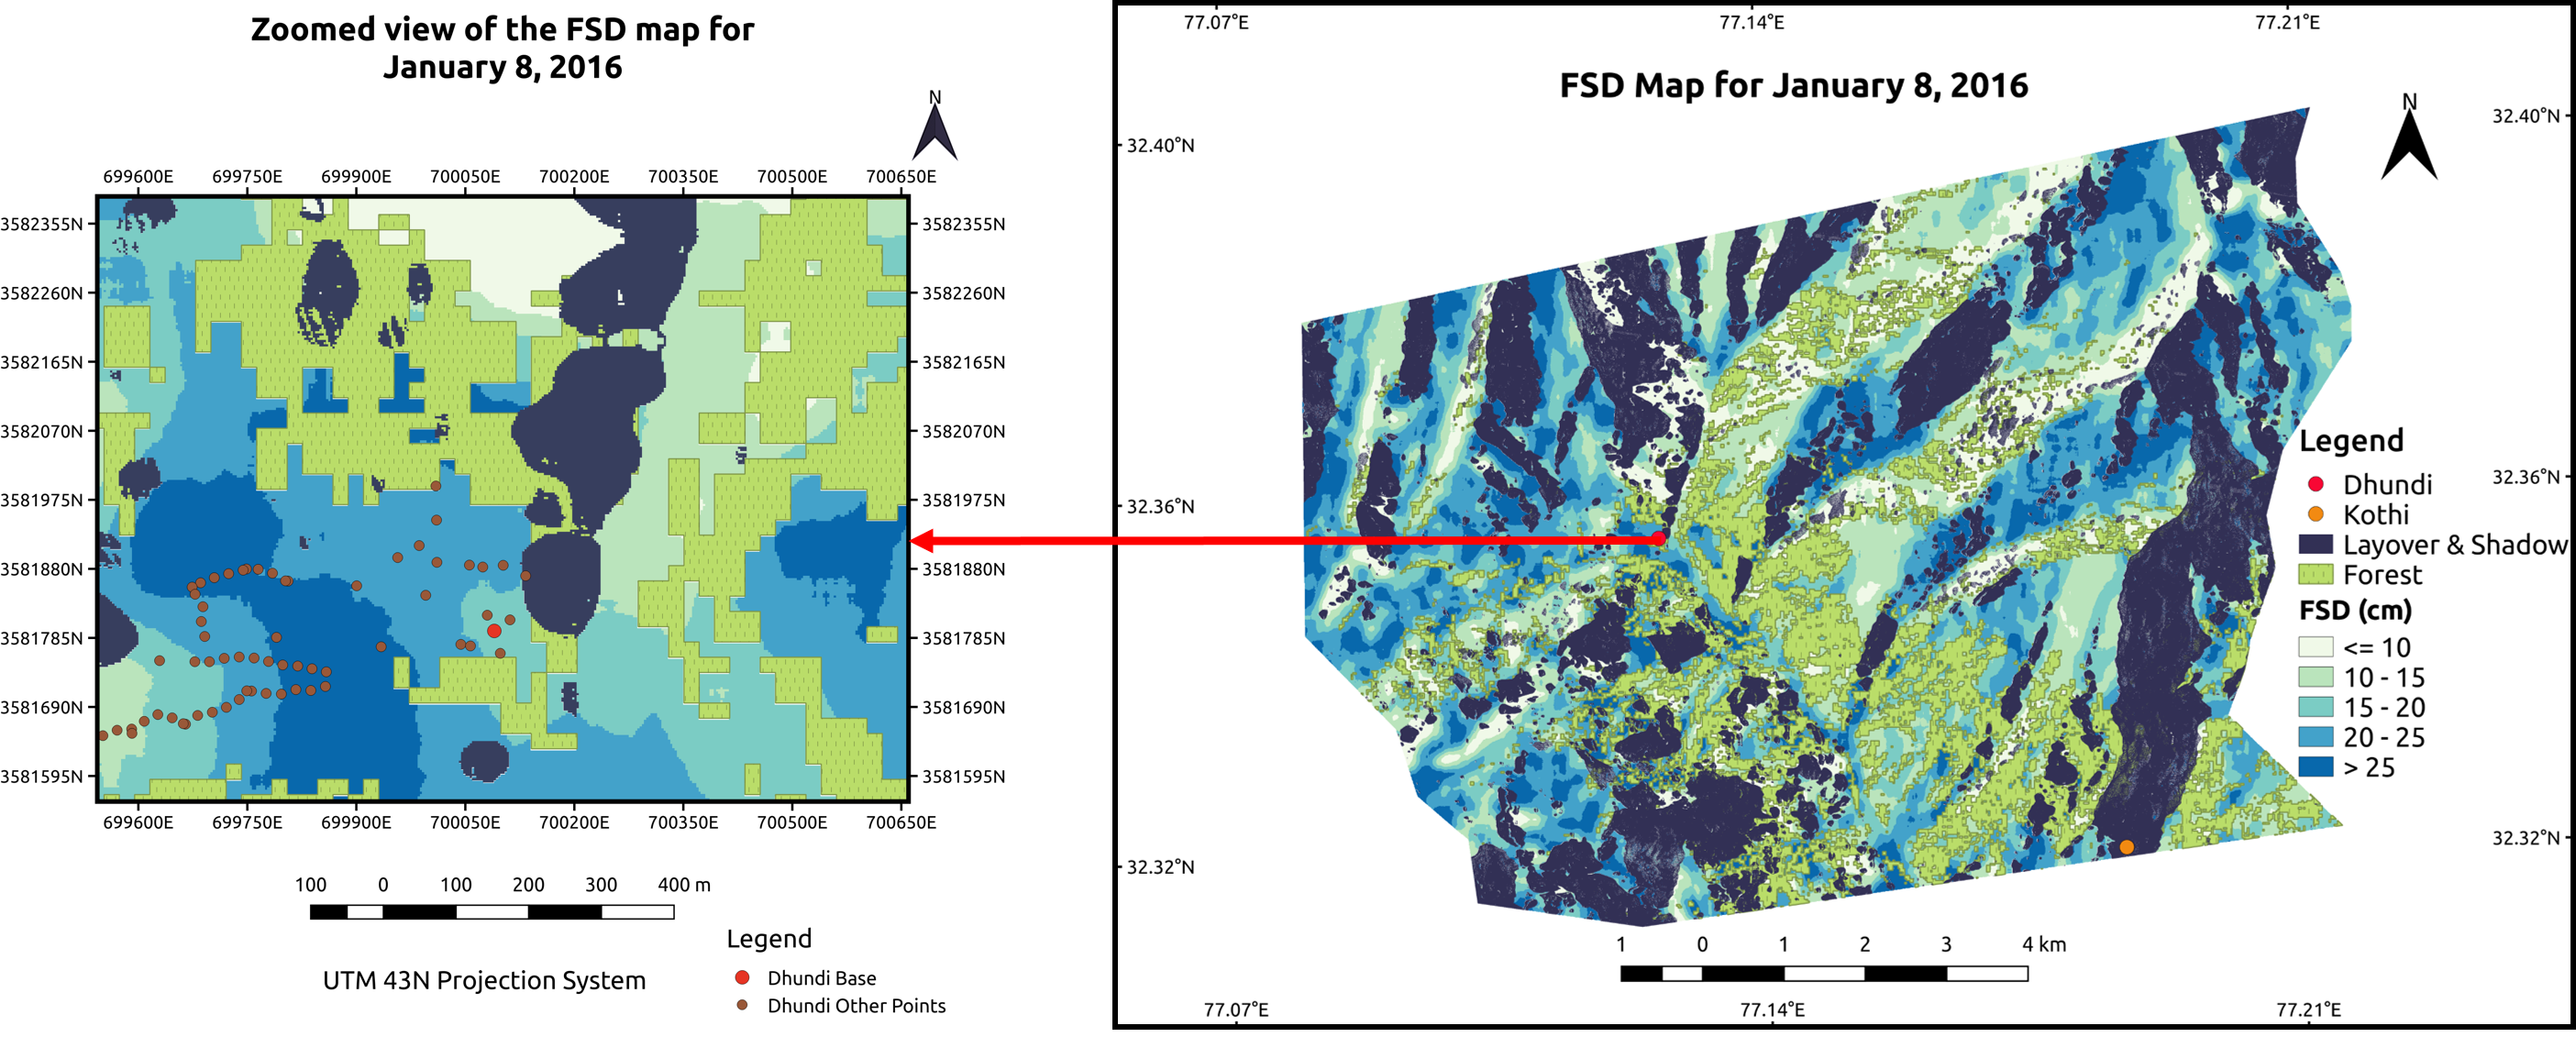 Zoomed view of the FSD map for
January 8, 2016
N
699600E 699750E 699900E 700050E 700200E 700350E 700500E 700650E
3582355N 3582355N
3582260N 3582260N
3582165N 3582165N
3582070N 3582070N
3581975N 3581975N
3581880N 3581880N
3581785N 3581785N
3581690N 3581690N
3581595N 3581595N
699600E 699750E 699900E 700050E 700200E 700350E 700500E 700650E
100 0 100 200 300 400 m
UTM 43N Projection System
Legend
Dhundi Base
Dhundi Other Points
77.07°E 77.14°E 77.21°E
FSD Map for January 8, 2016
N
32.40°N 32.40°N
32.36°N 32.36°N
32.32°N 32.32°N
Legend
Dhundi
Kothi
Layover & Shadow
Forest
FSD (cm)
<= 10
10 - 15
15 - 20
20 - 25
> 25
1 0 1 2 3 4 km
77.07°E 77.14°E 77.21°E